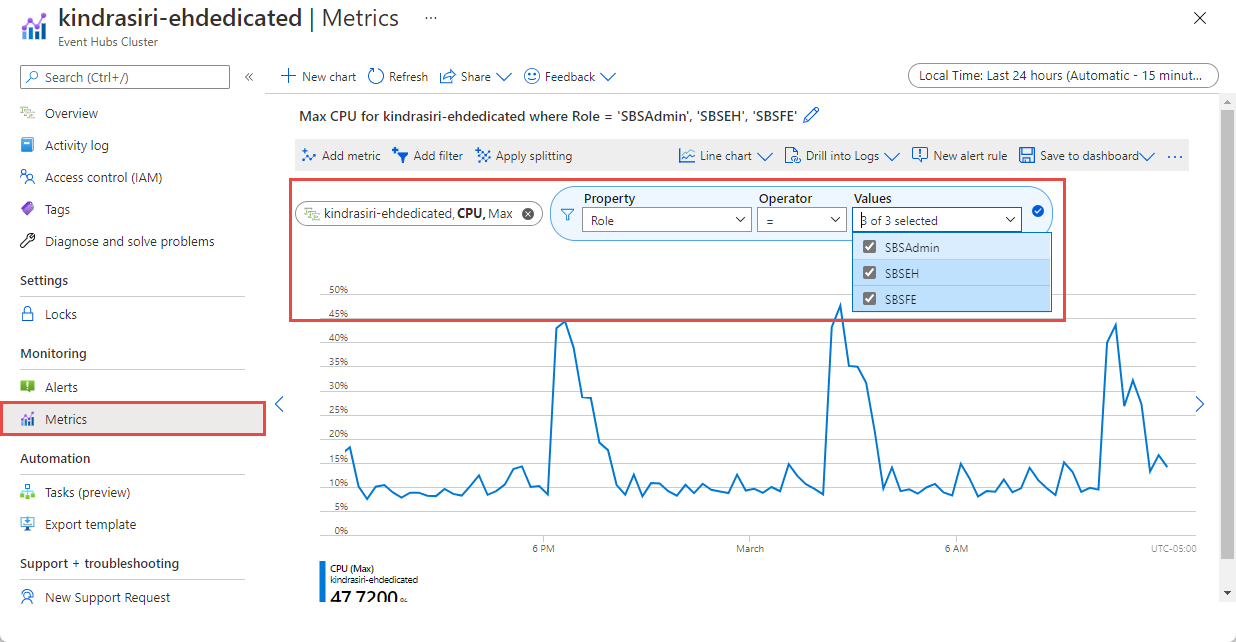 kindrasiri-ehdedicated | Metrics ...
Event Hubs Cluster
Search (Ctrl+/)
«
Overview
Activity log
Access control (IAM)
Tags
Diagnose and solve problems
Settings
Locks
Monitoring
Alerts
Metrics
Automation
Tasks (preview)
Export template
Support + troubleshooting
New Support Request
New chart Refresh Share Feedback
Local Time: Last 24 hours (Automatic - 15 minut...
Max CPU for kindrasiri-ehdedicated where Role = 'SBSAdmin', 'SBSEH', 'SBSFE'
Add metric Add filter Apply splitting Line chart Drill into Logs New alert rule Save to dashboard ...
kindrasiri-ehdedicated, CPU, Max
Property Operator Values
Role = 3 of 3 selected
SBSAdmin
SBSEH
SBSFE
50%
45%
40%
35%
30%
25%
20%
15%
10%
5%
0%
6 PM March 6 AM UTC-05:00
CPU (Max)
kindrasiri-ehdedicated
47.7200 %